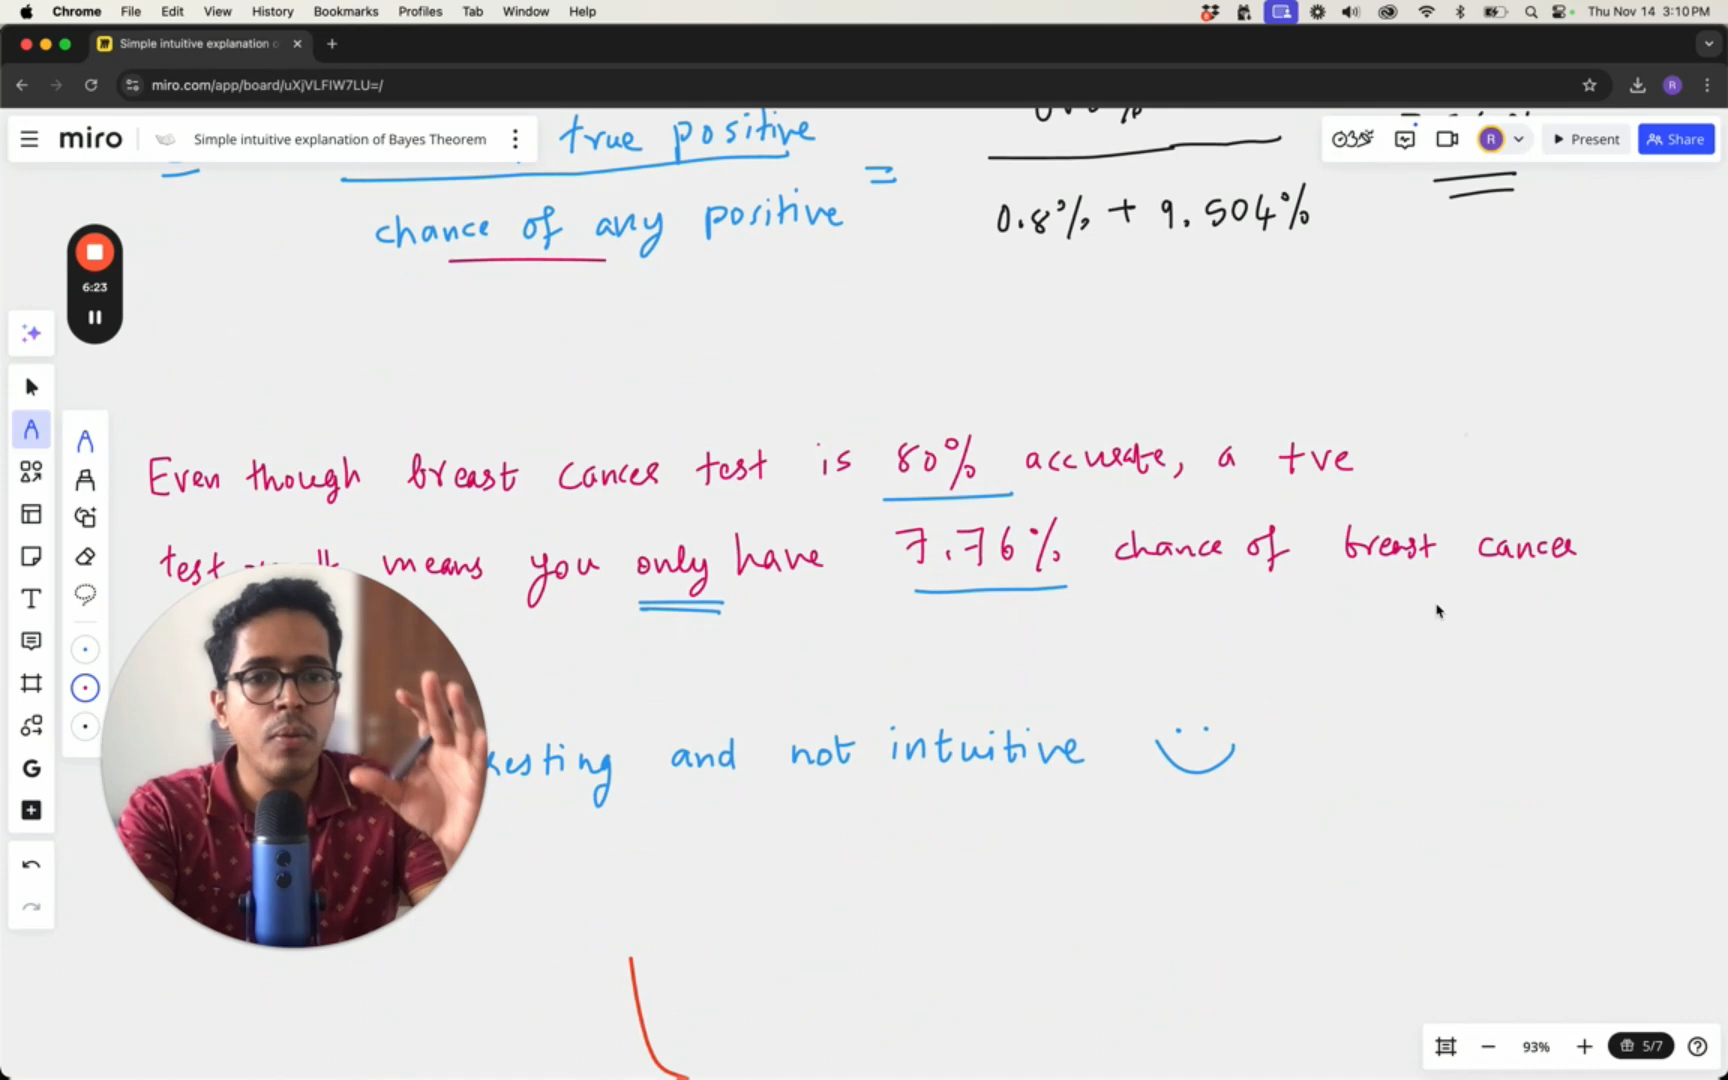 Chrome File Edit View History Bookmarks Profiles Tab Window Help Thu Nov 14 3:10 PM
Simple intuitive explanation o
miro.com/app/board/uXjVLFIW7LU=/ R
miro Simple intuitive explanation of Bayes Theorem R Present Share
true positive
= =
chance of any positive 0.8% + 9.504%
6:23
Even though breast cancer test is 80% accurate, a +ve
test means you only have 7.76% chance of breast cancer
and not intuitive
93% 5/7